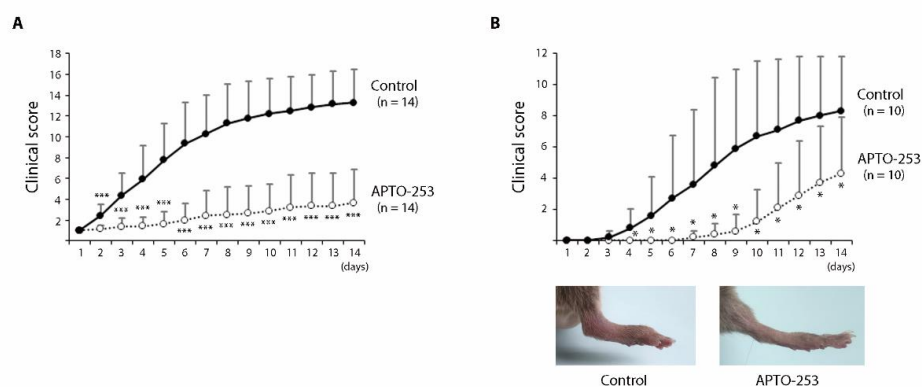 A
Clinical score
18
16
14
12
10
8
6
4
2
Control
(n = 14)
APTO-253
(n = 14)
*** *** *** *** *** *** *** *** *** *** *** *** ***
1 2 3 4 5 6 7 8 9 10 11 12 13 14
(days)
B
Clinical score
12
10
8
6
4
2
Control
(n = 10)
APTO-253
(n = 10)
* * * * * * * * * * *
1 2 3 4 5 6 7 8 9 10 11 12 13 14
(days)
Control
APTO-253